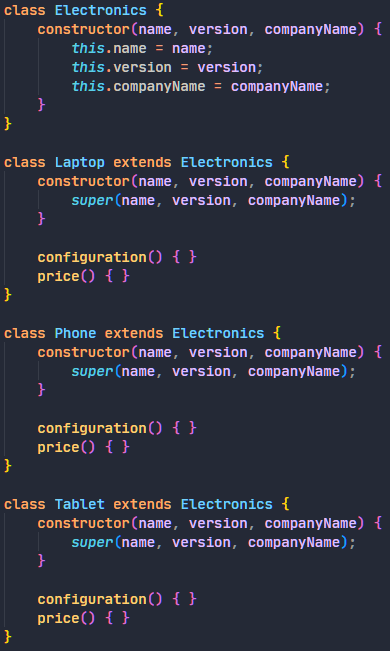 class Electronics {
    constructor(name, version, companyName) {
        this.name = name;
        this.version = version;
        this.companyName = companyName;
    }
}

class Laptop extends Electronics {
    constructor(name, version, companyName) {
        super(name, version, companyName);
    }

    configuration() { }
    price() { }
}

class Phone extends Electronics {
    constructor(name, version, companyName) {
        super(name, version, companyName);
    }

    configuration() { }
    price() { }
}

class Tablet extends Electronics {
    constructor(name, version, companyName) {
        super(name, version, companyName);
    }

    configuration() { }
    price() { }
}